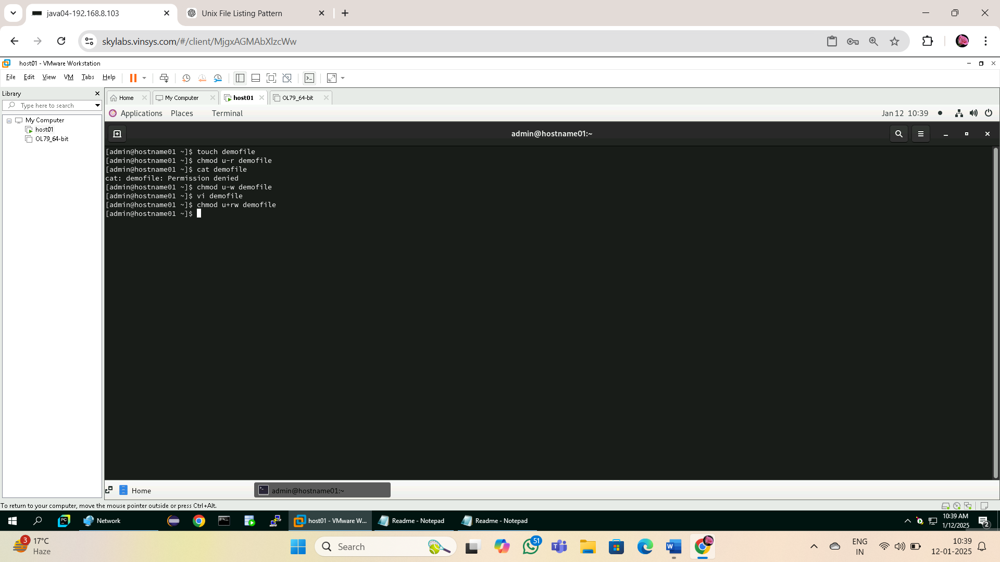 java04-192.168.8.103
Unix File Listing Pattern
skylabs.vinsys.com/#/client/MjgxAGMAbXlzcWw
host01 - VMware Workstation
File Edit View VM Tabs Help
Library
Type here to search
My Computer
host01
OL79_64-bit
Home
My Computer
host01
OL79_64-bit
Applications Places Terminal
Jan 12 10:39
admin@hostname01:~
[admin@hostname01 ~]$ touch demofile
[admin@hostname01 ~]$ chmod u-r demofile
[admin@hostname01 ~]$ cat demofile
cat: demofile: Permission denied
[admin@hostname01 ~]$ chmod u-w demofile
[admin@hostname01 ~]$ vi demofile
[admin@hostname01 ~]$ chmod u+rw demofile
[admin@hostname01 ~]$
Home
admin@hostname01:~
To return to your computer, move the mouse pointer outside or press Ctrl+Alt.
PC
Network
host01 - VMware W...
Readme - Notepad
Readme - Notepad
10:39 AM
1/12/2025
2
3
17°C
Haze
Search
51
ENG
IN
10:39
12-01-2025